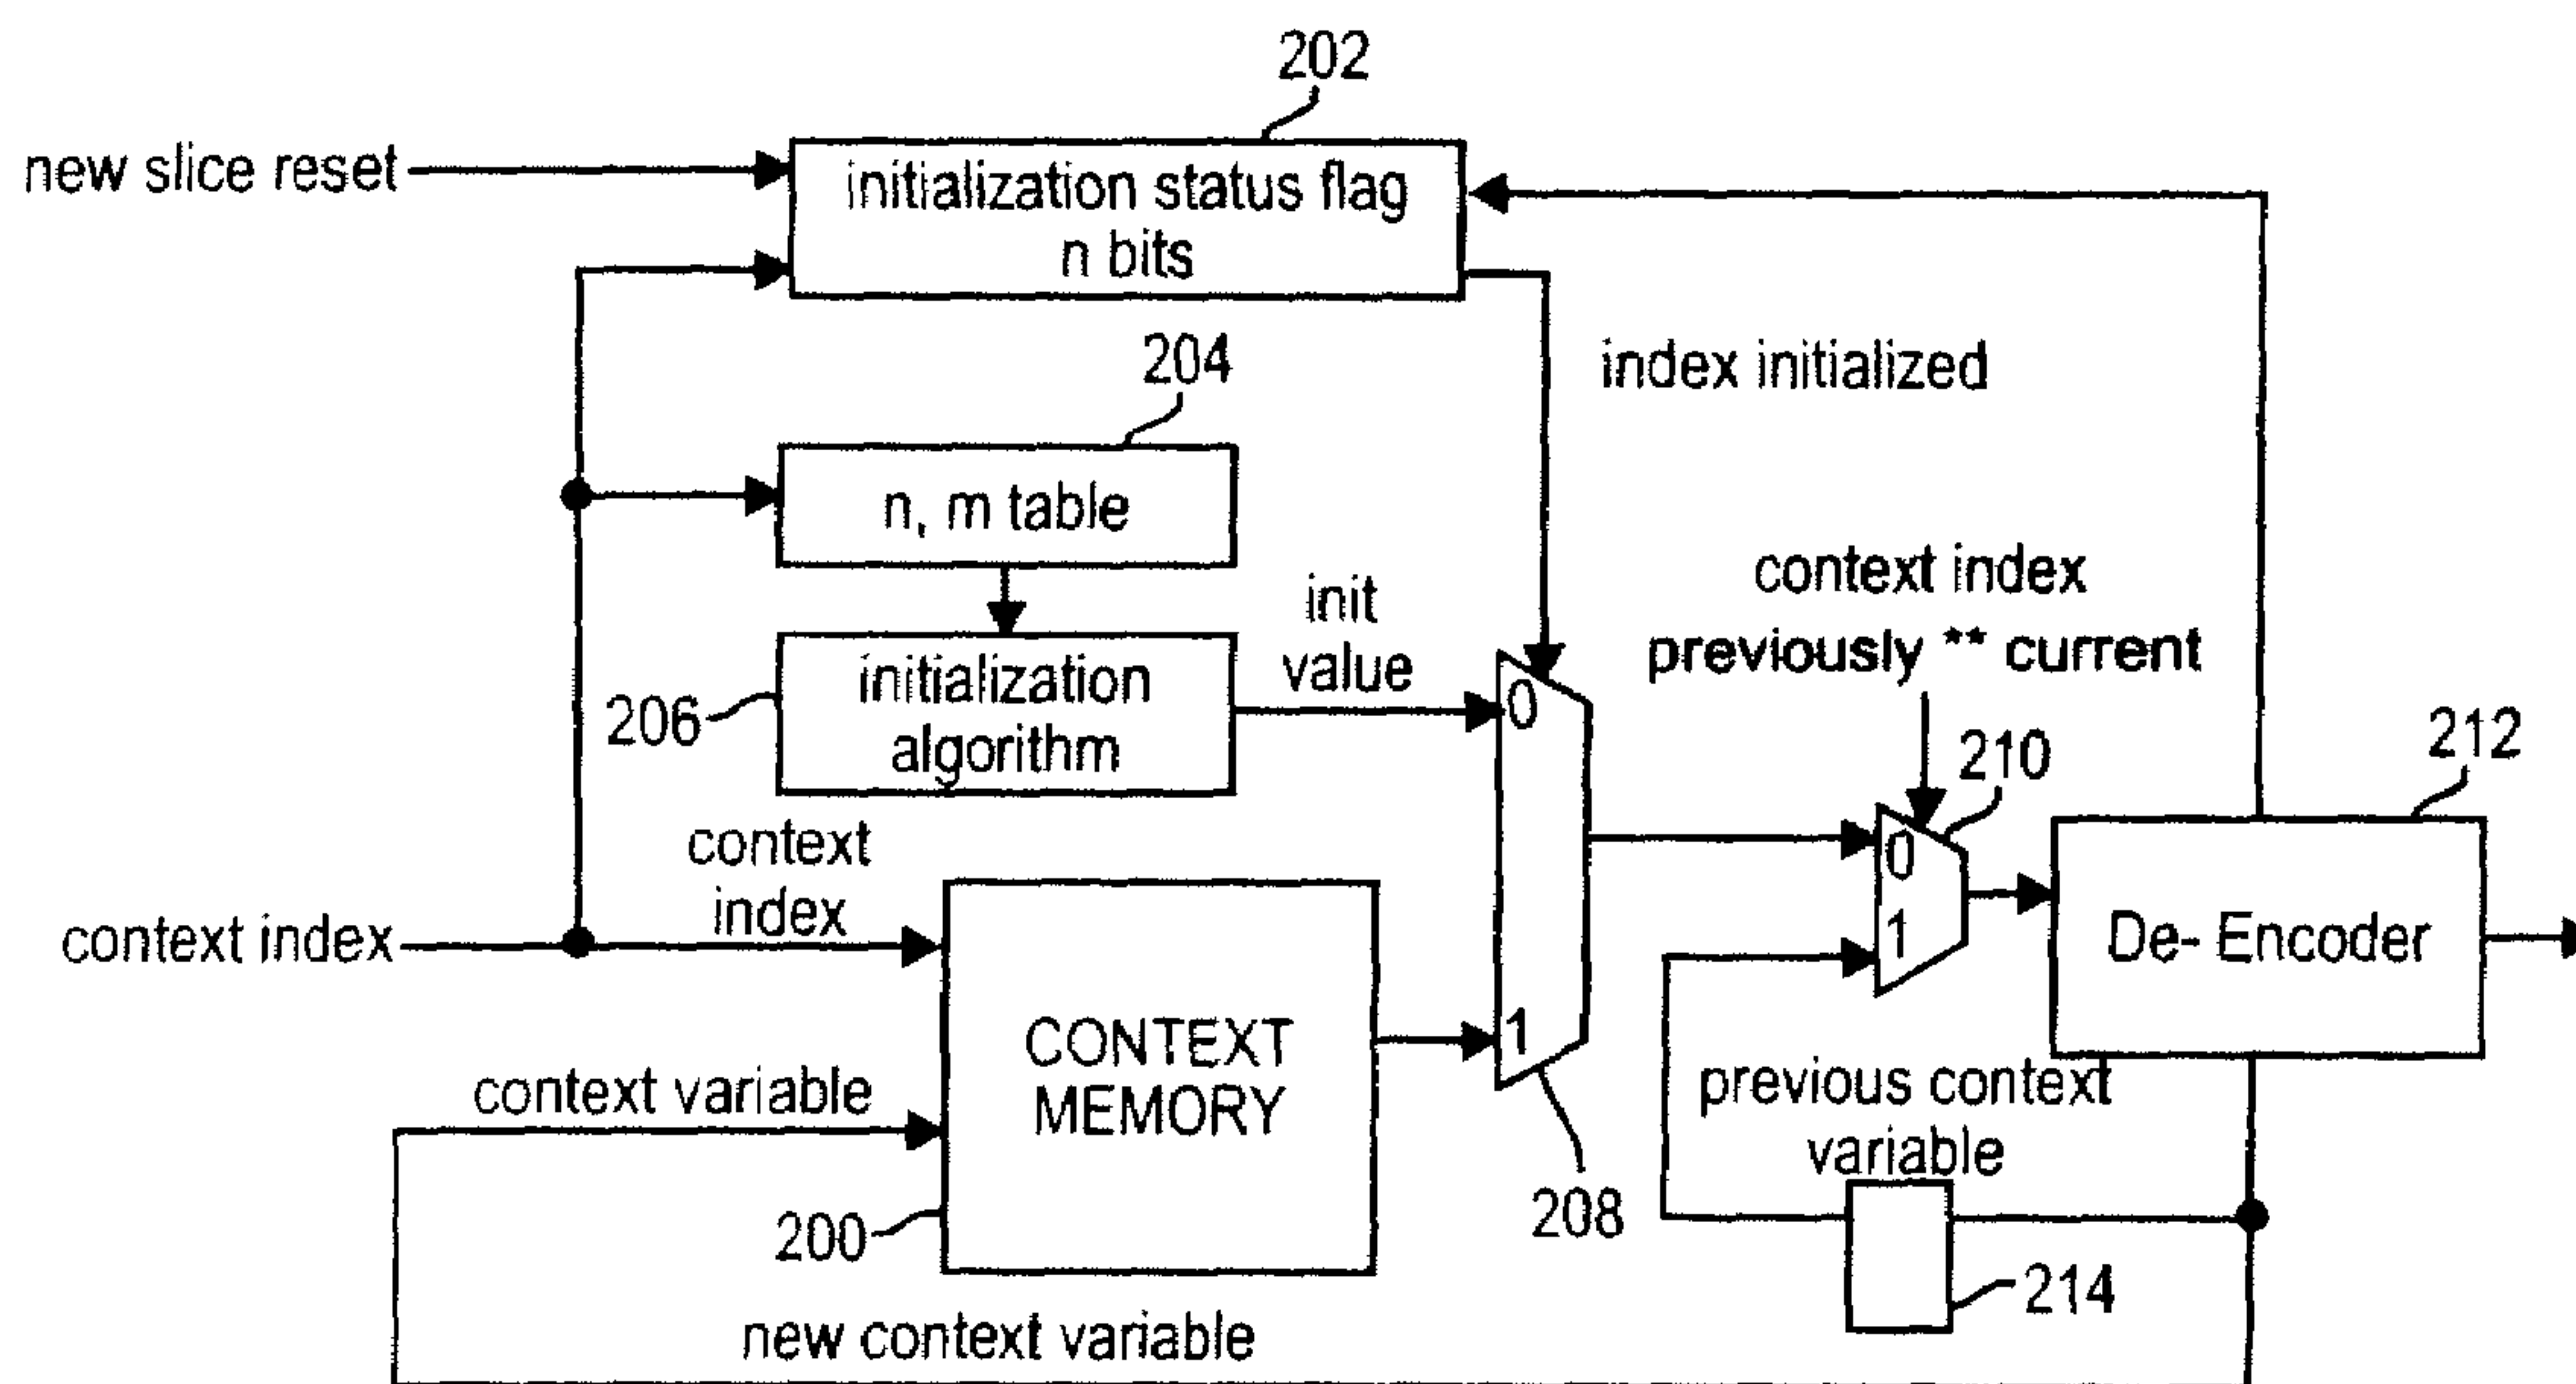 202
new slice reset
initialization status flag
n bits
204
index initialized
n, m table
context index
previously ** current
init
value
206
initialization
algorithm
0
210
212
context
index
0
1
De- Encoder
context index
CONTEXT
MEMORY
1
context variable
previous context
variable
200
208
214
new context variable